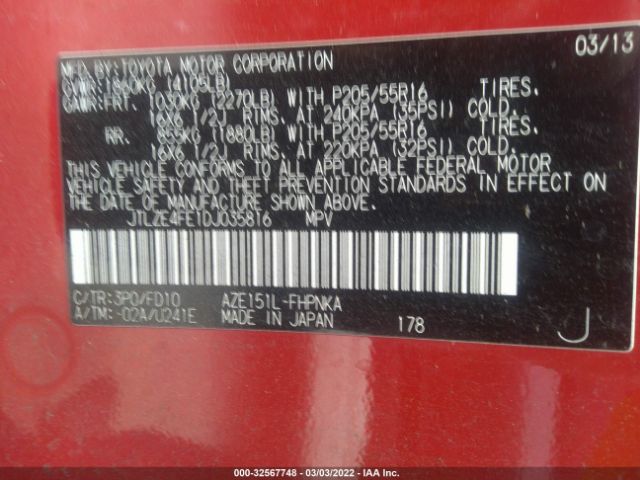 MFD.BY:TOYOTA MOTOR CORPORATION 03/13
GVWR:1860KG (4105LB)
GAWR:FRT. 1030KG (2270LB) WITH P205/55R16 TIRES.
16X6 1/2J RIMS. AT 240KPA (35PSI) COLD.
RR. 855KG (1880LB) WITH P205/55R16 TIRES.
16X6 1/2J RIMS. AT 220KPA (32PSI) COLD.
THIS VEHICLE CONFORMS TO ALL APPLICABLE FEDERAL MOTOR
VEHICLE SAFETY AND THEFT PREVENTION STANDARDS IN EFFECT ON
THE DATE OF MANUFACTURE SHOWN ABOVE.
JTLZE4FE1DJ035816 MPV
C/TR:3P0/FD10 AZE151L-FHPNKA
A/TM:-02A/U241E MADE IN JAPAN 178 J
000-32567748 - 03/03/2022 - IAA Inc.